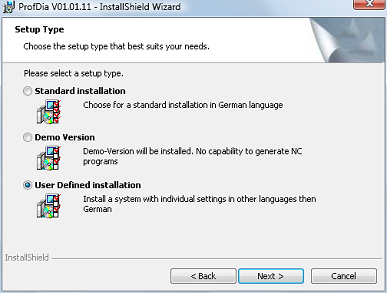 ProfDia V01.01.11 - InstallShield Wizard
Setup Type
Choose the setup type that best suits your needs.
Please select a setup type.
Standard installation
Choose for a standard installation in German language
Demo Version
Demo-Version will be installed. No capability to generate NC
programs
User Defined installation
Install a system with individual settings in other languages then
German
InstallShield
< Back
Next >
Cancel